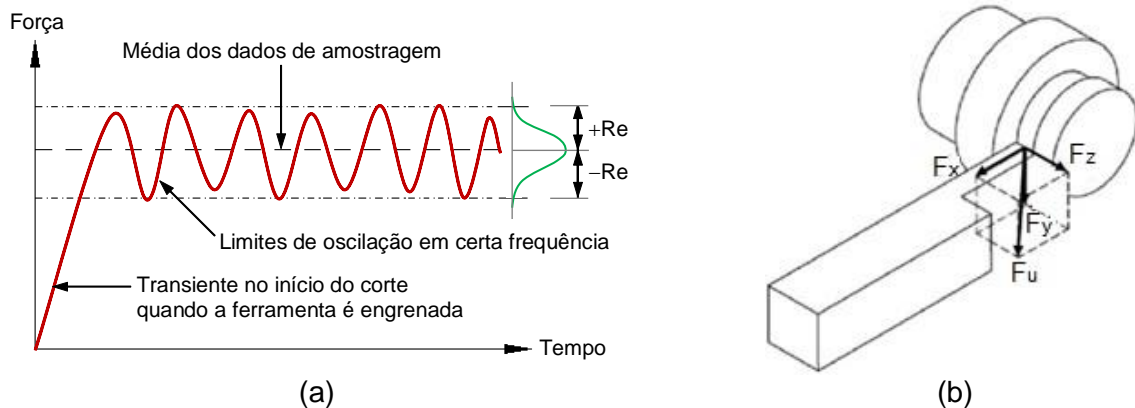 Força
Média dos dados de amostragem
+Re
−Re
Limites de oscilação em certa frequência
Transiente no início do corte
quando a ferramenta é engrenada
Tempo
(a)
Fx
Fz
Fy
Fu
(b)